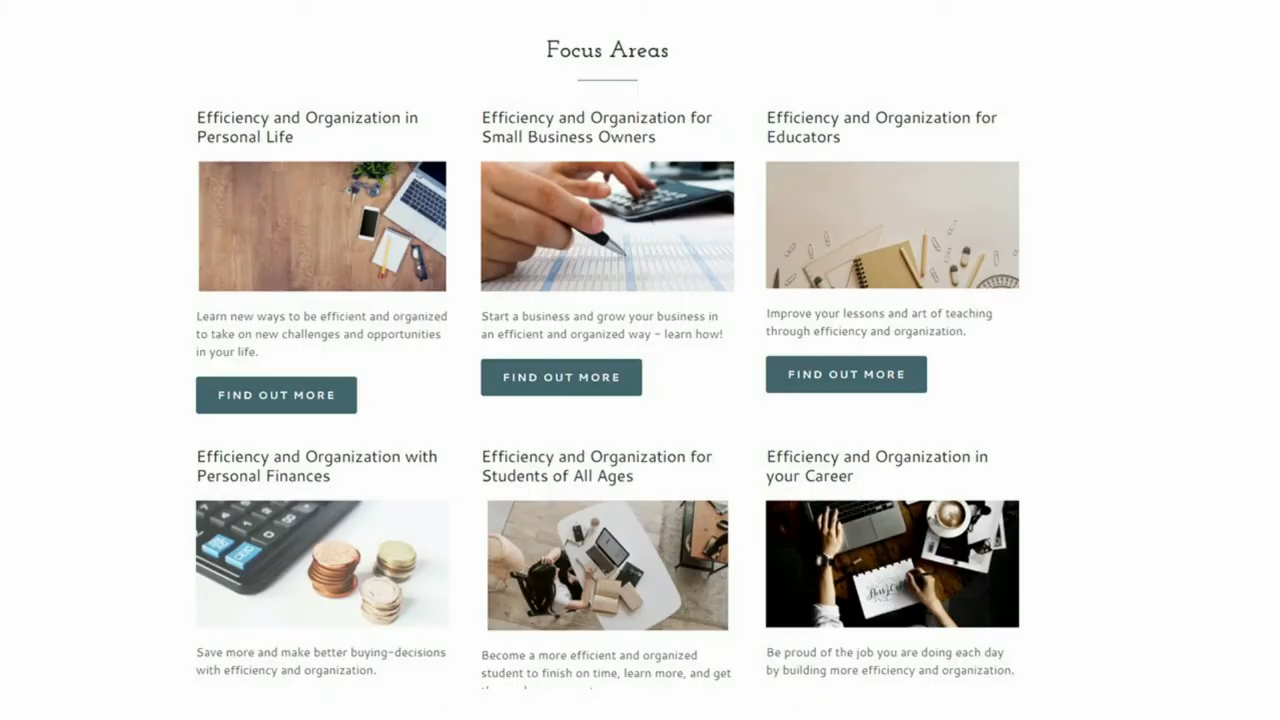 Focus Areas
Efficiency and Organization in
Personal Life
Learn new ways to be efficient and organized
to take on new challenges and opportunities
in your life.
FIND OUT MORE
Efficiency and Organization for
Small Business Owners
Start a business and grow your business in
an efficient and organized way - learn how!
FIND OUT MORE
Efficiency and Organization for
Educators
Improve your lessons and art of teaching
through efficiency and organization.
FIND OUT MORE
Efficiency and Organization with
Personal Finances
Save more and make better buying-decisions
with efficiency and organization.
Efficiency and Organization for
Students of All Ages
Become a more efficient and organized
student to finish on time, learn more, and get
Efficiency and Organization in
your Career
Be proud of the job you are doing each day
by building more efficiency and organization.